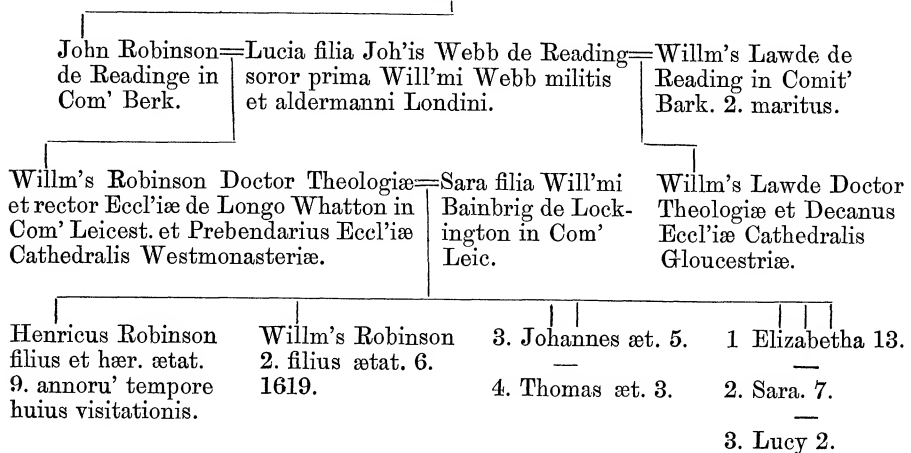 John Robinson=Lucia filia Joh'is Webb de Reading=Willm's Lawde de
de Readinge in soror prima Will'mi Webb militis Reading in Comit'
Com' Berk. et aldermanni Londini. Bark. 2. maritus.
Willm's Robinson Doctor Theologiæ=Sara filia Will'mi Willm's Lawde Doctor
et rector Eccl'iæ de Longo Whatton in Bainbrig de Lock- Theologiæ et Decanus
Com' Leicest. et Prebendarius Eccl'iæ ington in Com' Eccl'iæ Cathedralis
Cathedralis Westmonasteriæ. Leic. Gloucestriæ.
Henricus Robinson Willm's Robinson 3. Johannes æt. 5. 1 Elizabetha 13.
filius et hær. ætat. 2. filius ætat. 6.
9. annoru' tempore 1619. 4. Thomas æt. 3. 2. Sara. 7.
huius visitationis.
3. Lucy 2.